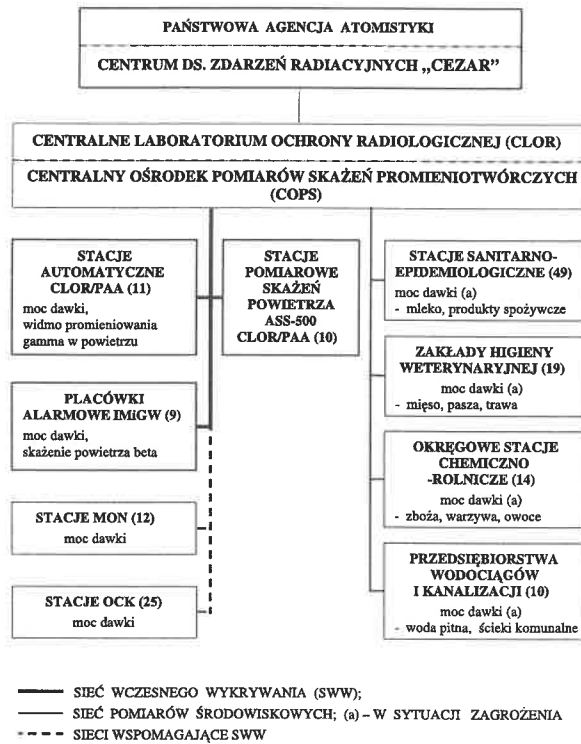 PAŃSTWOWA AGENCJA ATOMISTYKI
CENTRUM DS. ZDARZEŃ RADIACYJNYCH „CEZAR”
CENTRALNE LABORATORIUM OCHRONY RADIOLOGICZNEJ (CLOR)
CENTRALNY OŚRODEK POMIARÓW SKAŻEŃ PROMIENIOTWÓRCZYCH
(COPS)
STACJE
AUTOMATYCZNE
CLOR/PAA (11)
moc dawki,
widmo promieniowania
gamma w powietrzu
PLACÓWKI
ALARMOWE IMiGW (9)
moc dawki,
skażenie powietrza beta
STACJE MON (12)
moc dawki
STACJE OCK (25)
moc dawki
STACJE
POMIAROWE
SKAŻEŃ
POWIETRZA
ASS-500
CLOR/PAA (10)
STACJE SANITARNO-
EPIDEMIOLOGICZNE (49)
moc dawki (a)
- mleko, produkty spożywcze
ZAKŁADY HIGIENY
WETERYNARYJNEJ (19)
moc dawki (a)
- mięso, pasza, trawa
OKRĘGOWE STACJE
CHEMICZNO
-ROLNICZE (14)
moc dawki (a)
- zboża, warzywa, owoce
PRZEDSIĘBIORSTWA
WODOCIĄGÓW
I KANALIZACJI (10)
moc dawki (a)
- woda pitna, ścieki komunalne
SIEĆ WCZESNEGO WYKRYWANIA (SWW);
SIEĆ POMIARÓW ŚRODOWISKOWYCH; (a) – W SYTUACJI ZAGROŻENIA
SIECI WSPOMAGAJĄCE SWW